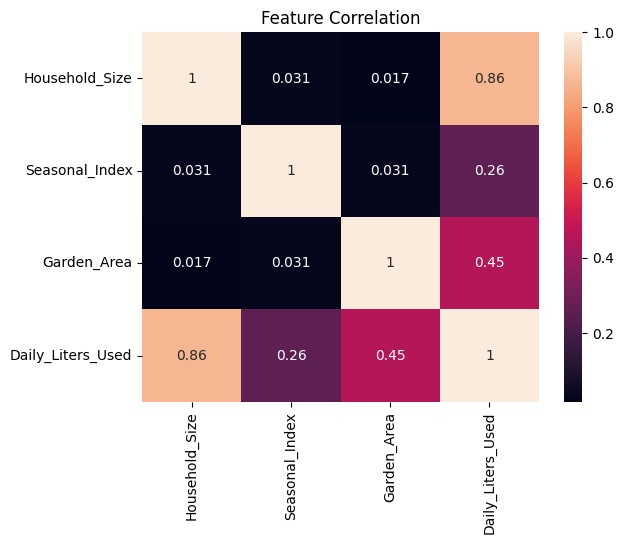 Feature Correlation
Household_Size 1 0.031 0.017 0.86
Seasonal_Index 0.031 1 0.031 0.26
Garden_Area 0.017 0.031 1 0.45
Daily_Liters_Used 0.86 0.26 0.45 1
Household_Size
Seasonal_Index
Garden_Area
Daily_Liters_Used
1.0
0.8
0.6
0.4
0.2